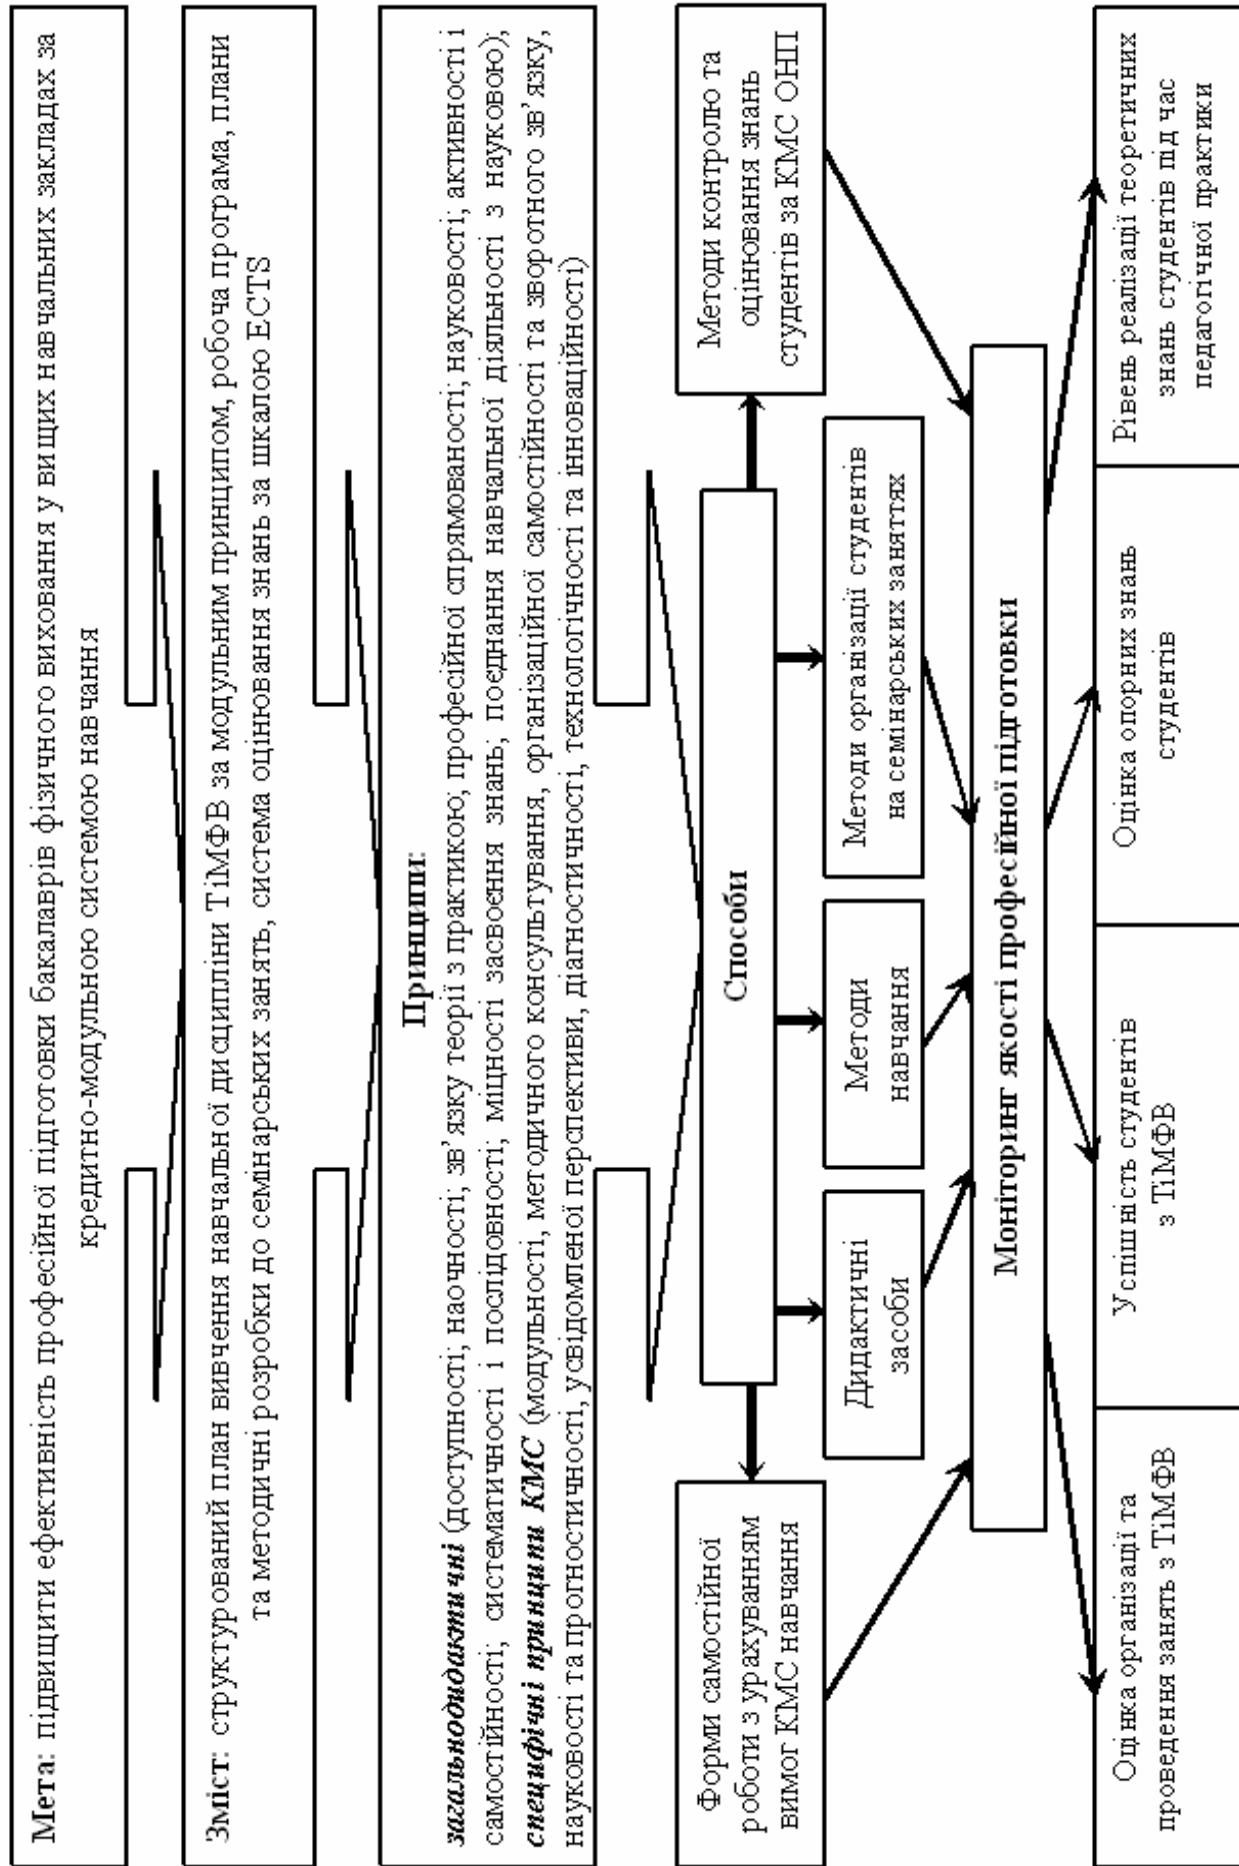 Мета: підвищити ефективність професійної підготовки бакалаврів фізичного виховання у вищих навчальних закладах за
кредитно-модульною системою навчання
Зміст: структурований план вивчення навчальної дисципліни ТіМФВ за модульним принципом, робоча програма, плани
та методичні розробки до семінарських занять, система оцінювання знань за шкалою ECTS
Принципи:
загальнодидактичні (доступності; наочності; зв'язку теорії з практикою; професійної спрямованості; науковості; активності і
самостійності; систематичності і послідовності; міцності засвоєння знань; поєднання навчальної діяльності з науковою);
специфічні принципи КМС (модульності, методичного консультування, організаційної самостійності та зворотного зв'язку,
науковості та прогностичності, усвідомленої перспективи, діагностичності, технологічності та інноваційності)
Способи
Форми самостійної
роботи з урахуванням
вимог КМС навчання
Дидактичні
засоби
Методи
навчання
Методи організації студентів
на семінарських заняттях
Методи контролю та
оцінювання знань
студентів за КМС ОНП
Моніторинг якості професійної підготовки
Оцінка організації та
проведення занять з ТіМФВ
Успішність студентів
з ТіМФВ
Оцінка опорних знань
студентів
Рівень реалізації теоретичних
знань студентів під час
педагогічної практики